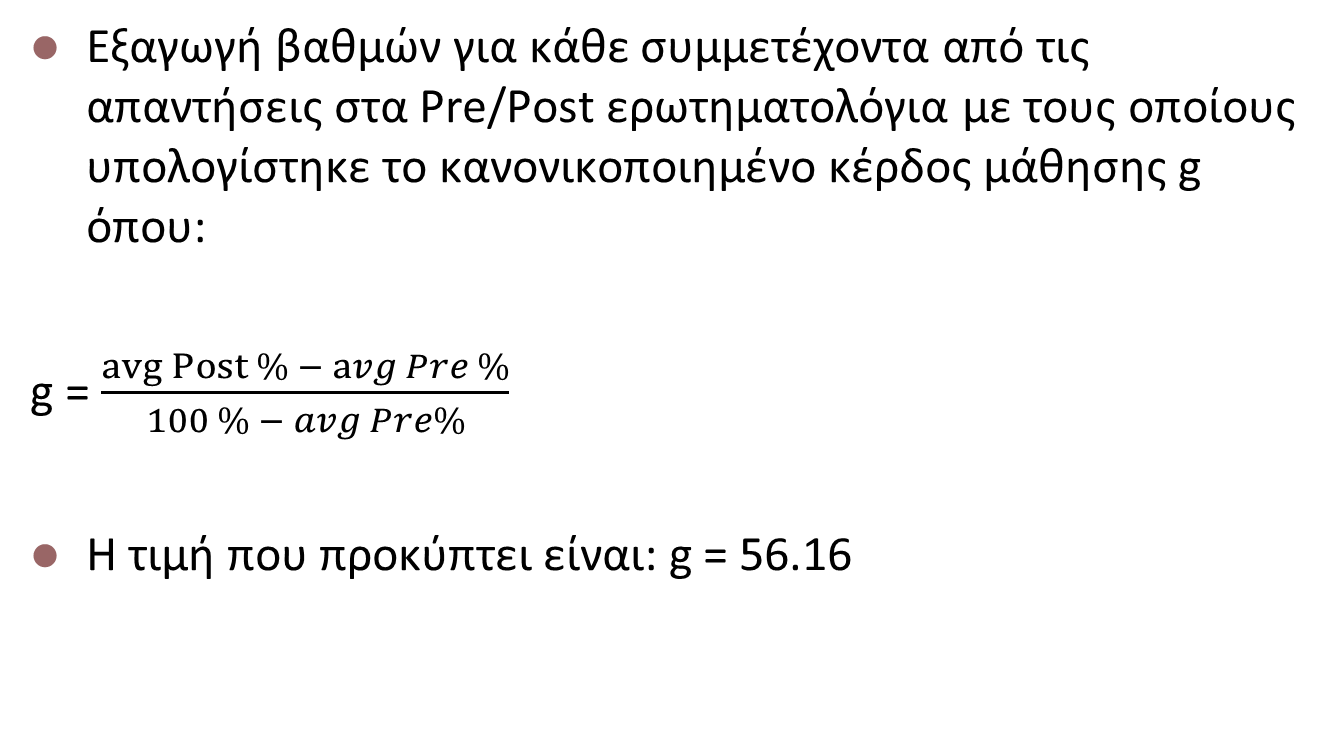 ● Εξαγωγή βαθμών για κάθε συμμετέχοντα από τις
απαντήσεις στα Pre/Post ερωτηματολόγια με τους οποίους
υπολογίστηκε το κανονικοποιημένο κέρδος μάθησης g
όπου:
g = (avg Post % − avg Pre %) / (100 % − avg Pre%)
● Η τιμή που προκύπτει είναι: g = 56.16